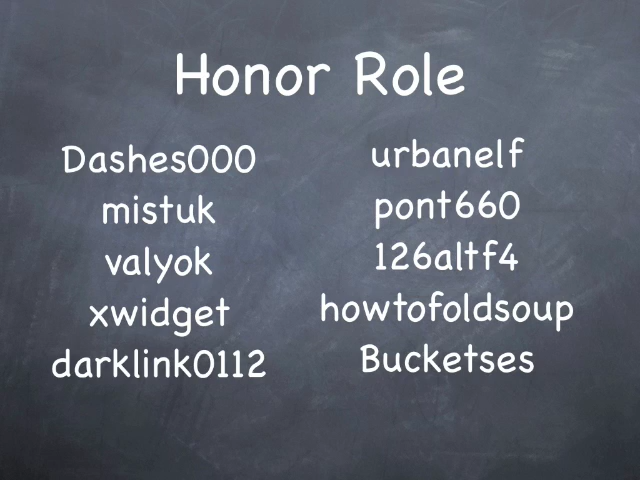 Honor Role
Dashes000
mistuk
valyok
xwidget
darklink0112
urbanelf
pont660
126altf4
howtofoldsoup
Bucketses